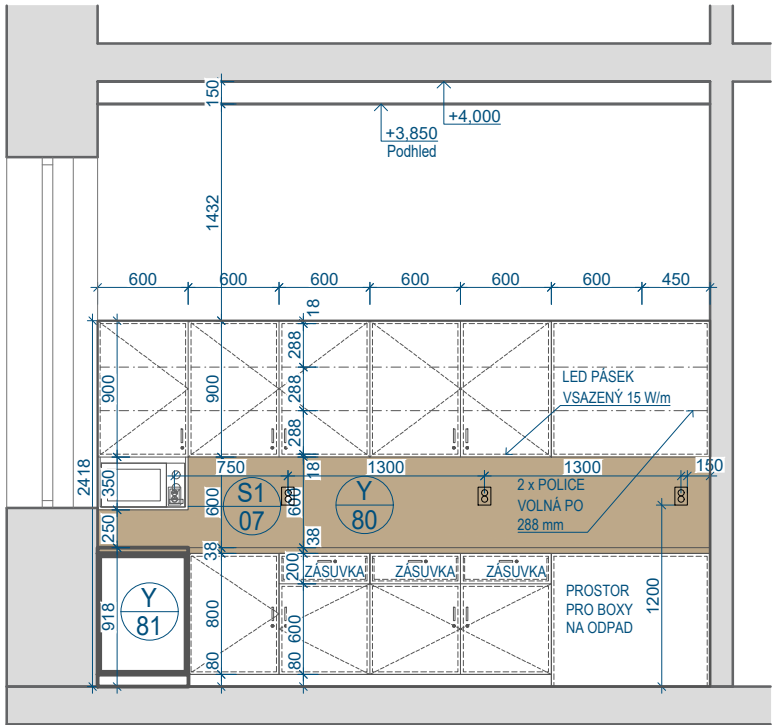 150
+4,000
+3,850
Podhled
1432
600
600
600
600
600
600
450
18
900
900
288
288
288
LED PÁSEK
VSAZENÝ 15 W/m
2418
350
250
750
1300
1300
150
18
S1
07
600
600
Y
80
2 x POLICE
VOLNÁ PO
288 mm
38
38
200
ZÁSUVKA
ZÁSUVKA
ZÁSUVKA
918
Y
81
800
600
80
80
PROSTOR
PRO BOXY
NA ODPAD
1200